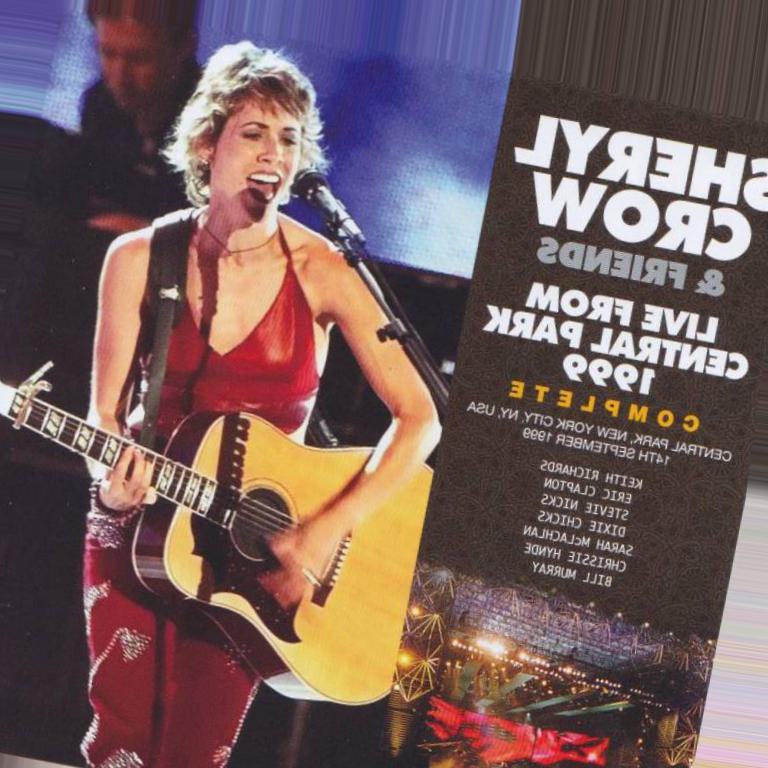 SHERYL
CROW
& FRIENDS
LIVE FROM
CENTRAL PARK
1999
COMPLETE
CENTRAL PARK, NEW YORK CITY, NY, USA
14TH SEPTEMBER 1999
KEITH RICHARDS
ERIC CLAPTON
STEVIE NICKS
DIXIE CHICKS
SARAH McLACHLAN
CHRISSIE HYNDE
BILL MURRAY